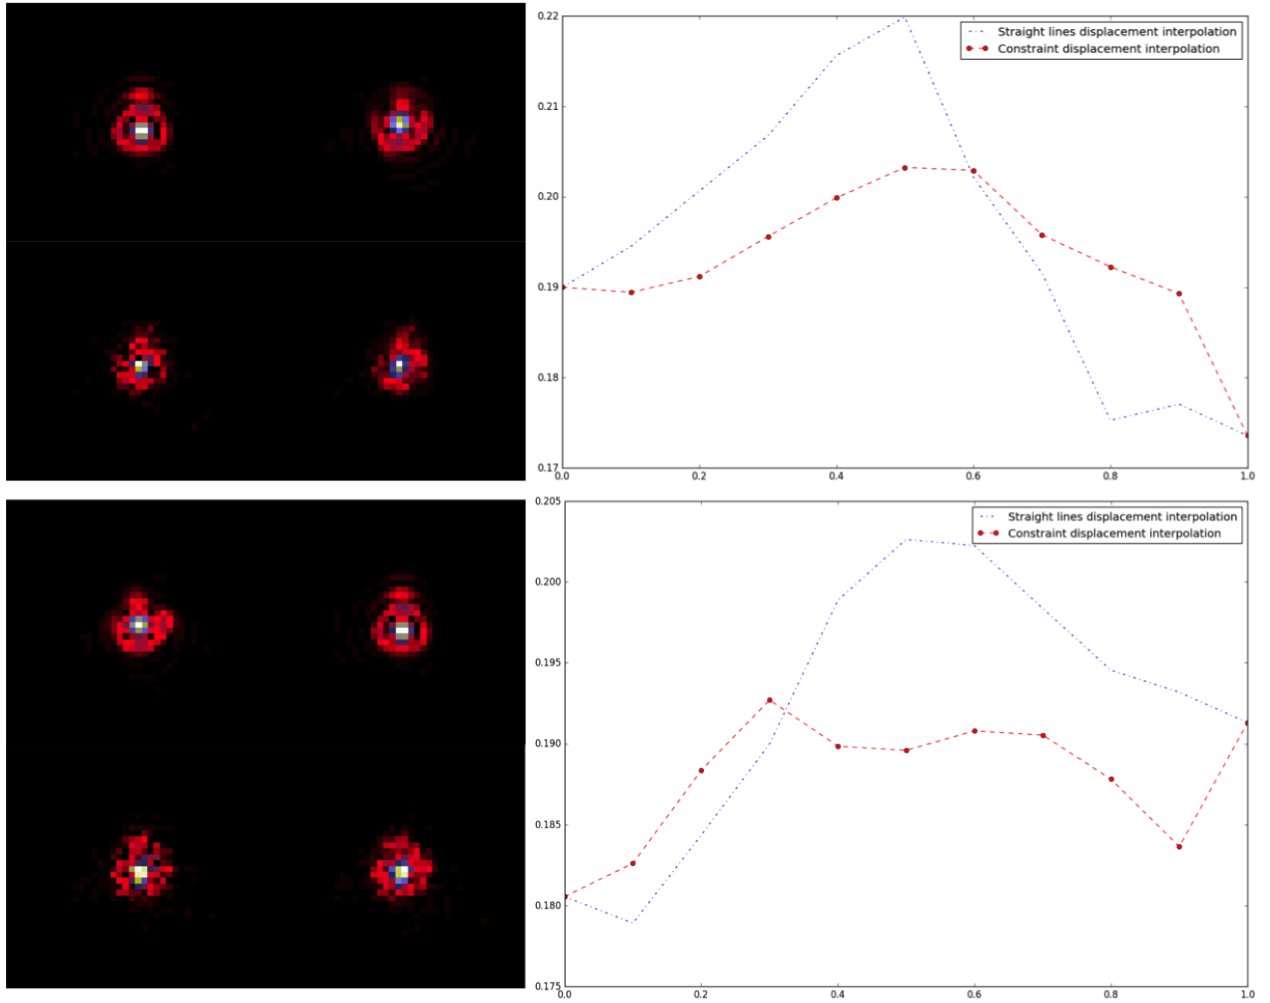 0.22
0.21
0.20
0.19
0.18
0.17
0.0 0.2 0.4 0.6 0.8 1.0
Straight lines displacement interpolation
Constraint displacement interpolation
0.205
0.200
0.195
0.190
0.185
0.180
0.175
0.0 0.2 0.4 0.6 0.8 1.0
Straight lines displacement interpolation
Constraint displacement interpolation